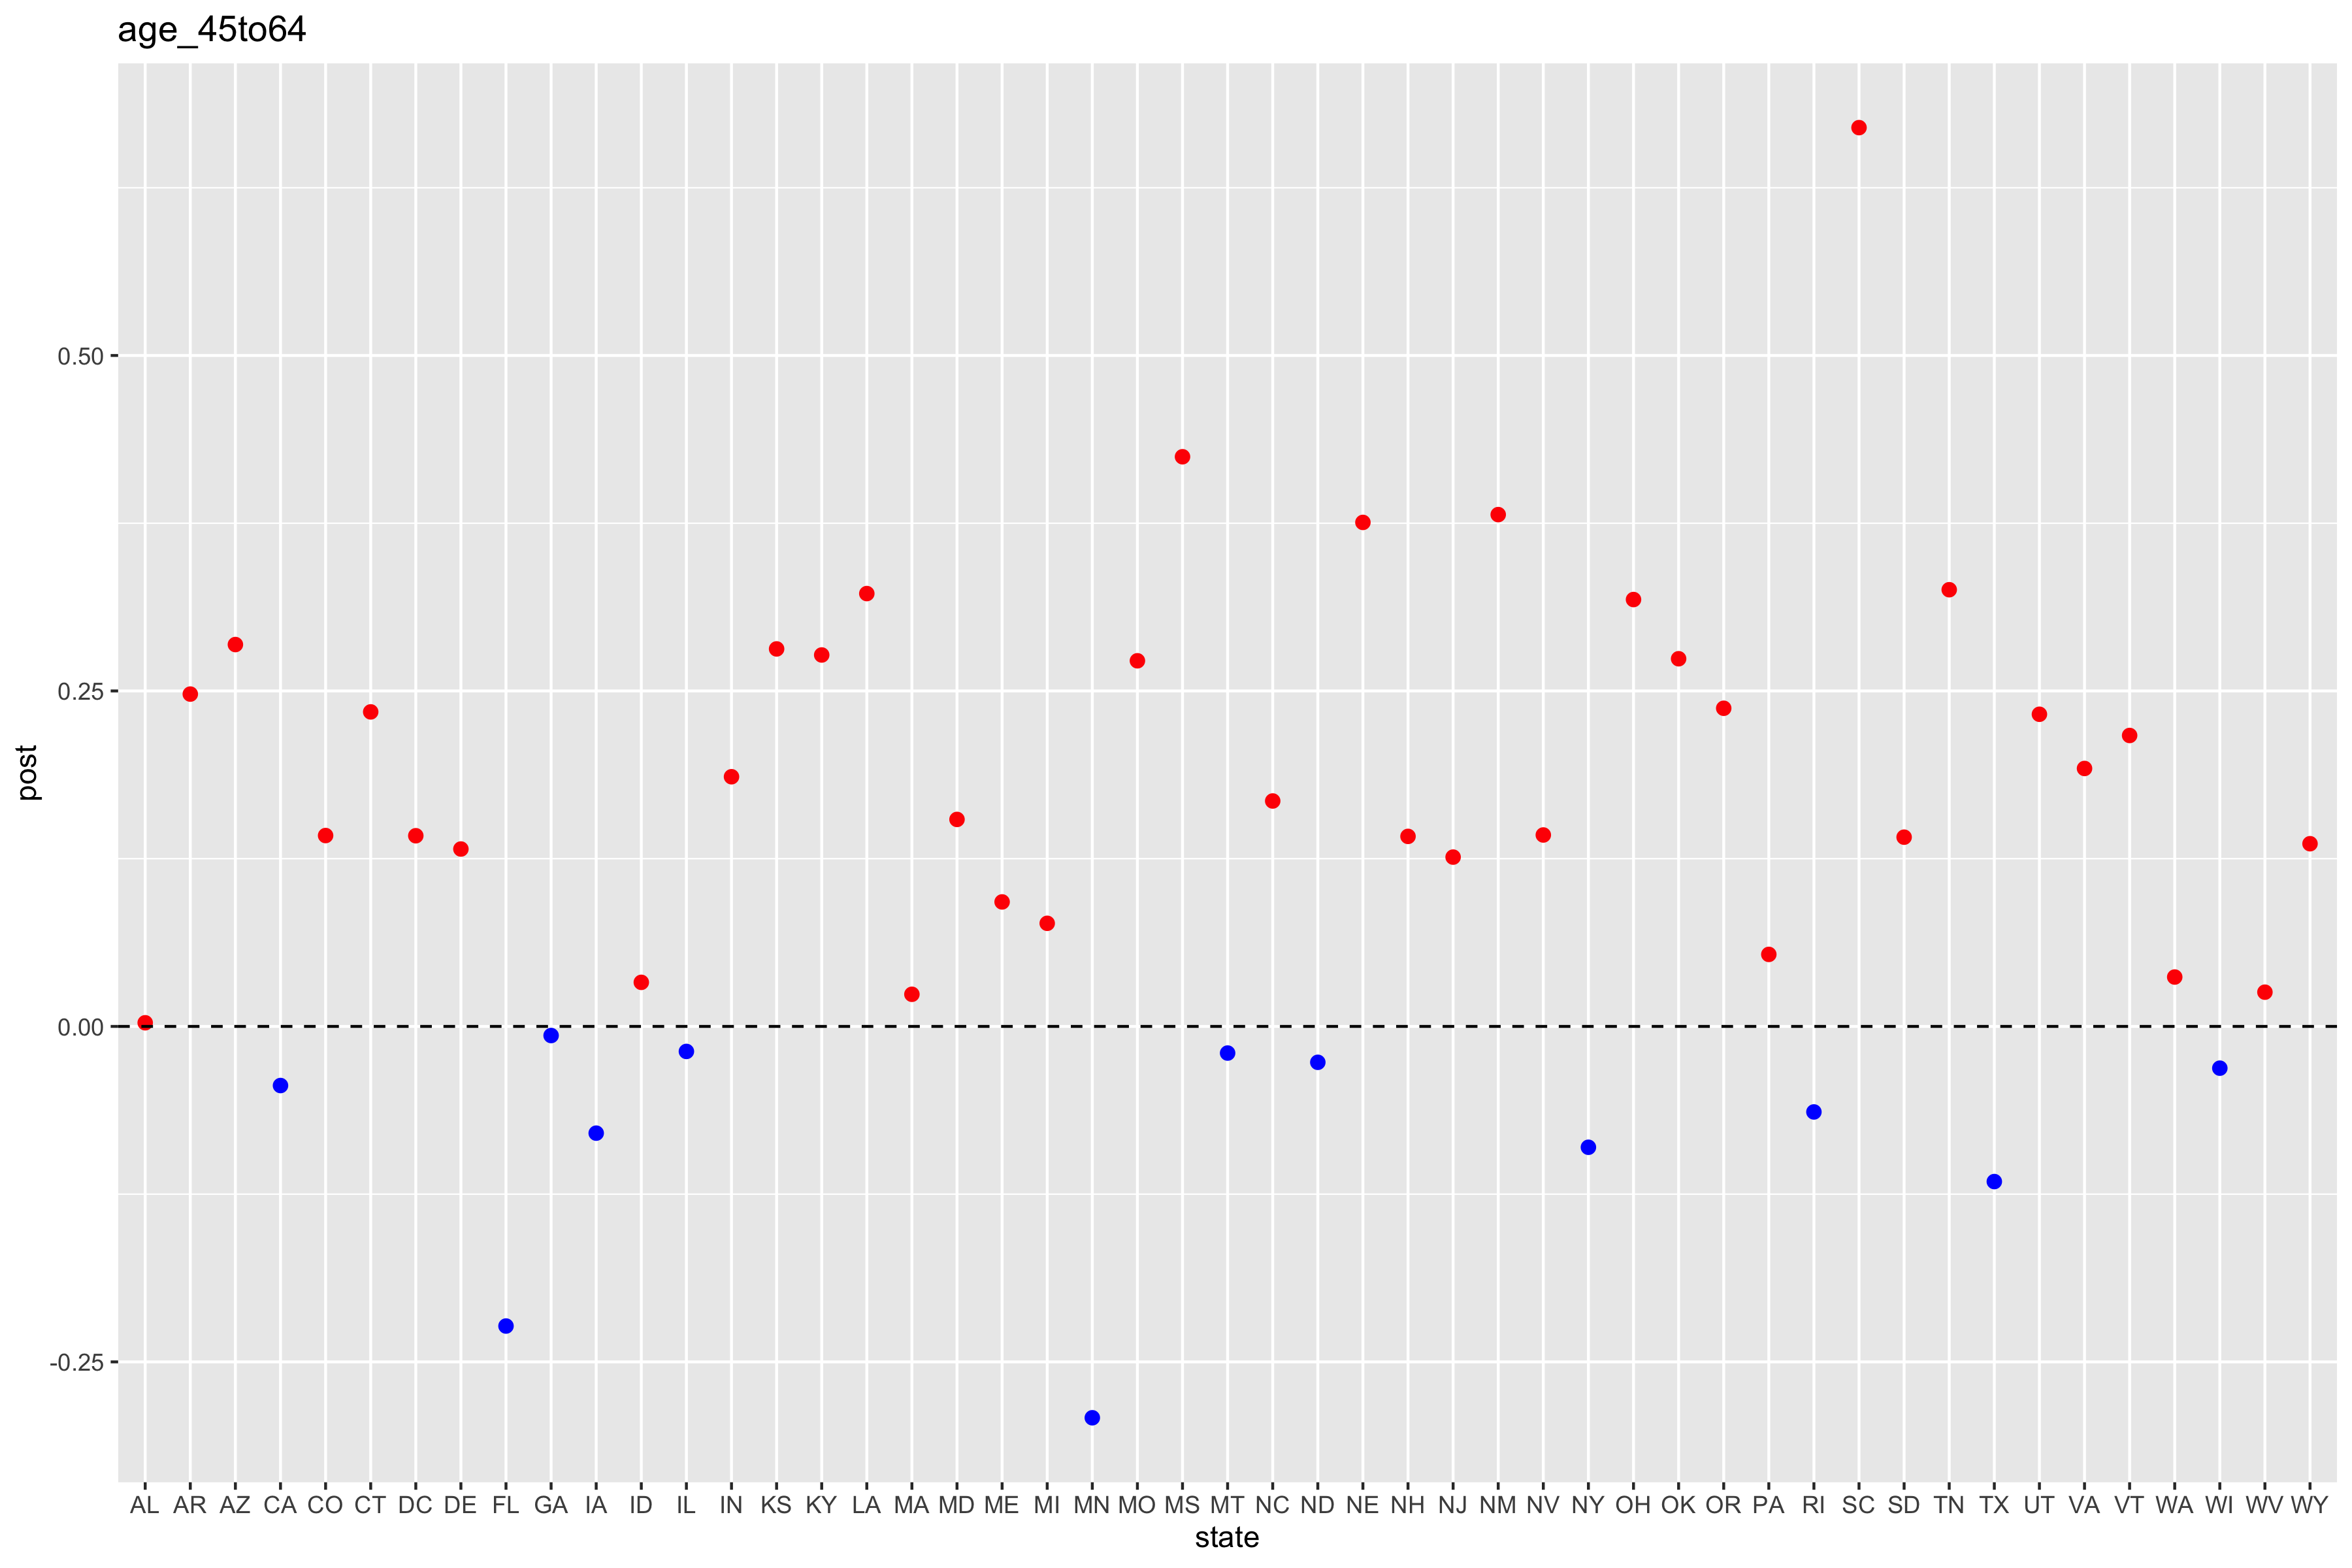 age_45to64
post
0.50
0.25
0.00
-0.25
AL AR AZ CA CO CT DC DE FL GA IA ID IL IN KS KY LA MA MD ME MI MN MO MS MT NC ND NE NH NJ NM NV NY OH OK OR PA RI SC SD TN TX UT VA VT WA WI WV WY
state